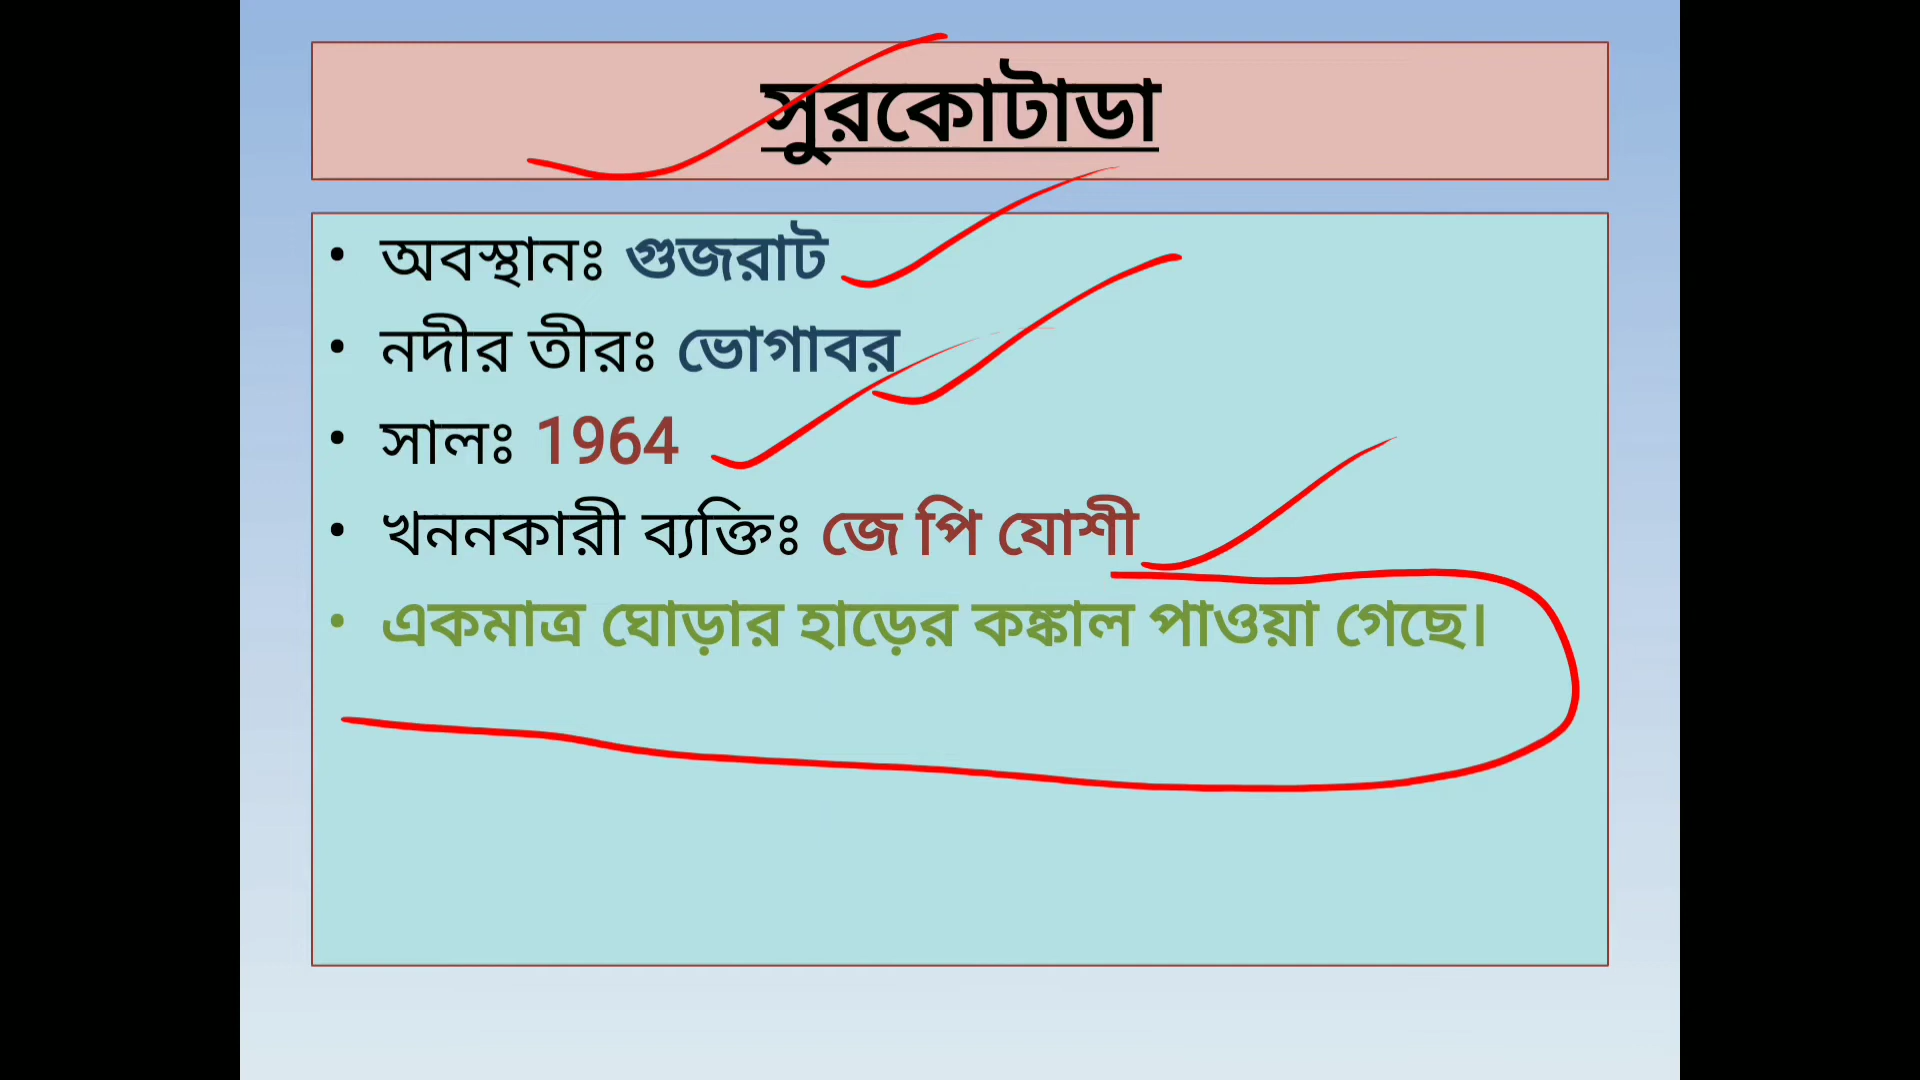 সুরকোটাডা
• অবস্থানঃ গুজরাট
• নদীর তীরঃ ভোগাবর
• সালঃ 1964
• খননকারী ব্যক্তিঃ জে পি যোশী
• একমাত্র ঘোড়ার হাড়ের কঙ্কাল পাওয়া গেছে।